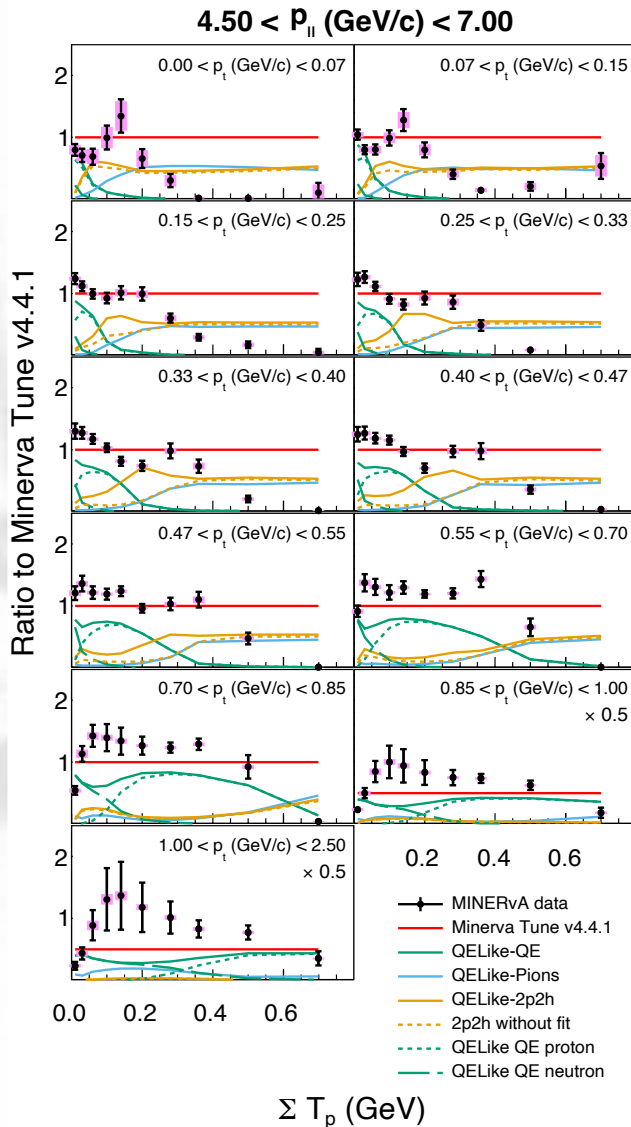 4.50 < p_|| (GeV/c) < 7.00
Ratio to Minerva Tune v4.4.1
0.00 < p_t (GeV/c) < 0.07
0.07 < p_t (GeV/c) < 0.15
2
1
0.15 < p_t (GeV/c) < 0.25
0.25 < p_t (GeV/c) < 0.33
2
1
0.33 < p_t (GeV/c) < 0.40
0.40 < p_t (GeV/c) < 0.47
2
1
0.47 < p_t (GeV/c) < 0.55
0.55 < p_t (GeV/c) < 0.70
2
1
0.70 < p_t (GeV/c) < 0.85
0.85 < p_t (GeV/c) < 1.00
× 0.5
2
1
1.00 < p_t (GeV/c) < 2.50
× 0.5
2
1
0.2 0.4 0.6
0.0 0.2 0.4 0.6
MINERvA data
Minerva Tune v4.4.1
QELike-QE
QELike-Pions
QELike-2p2h
2p2h without fit
QELike QE proton
QELike QE neutron
Σ T_p (GeV)